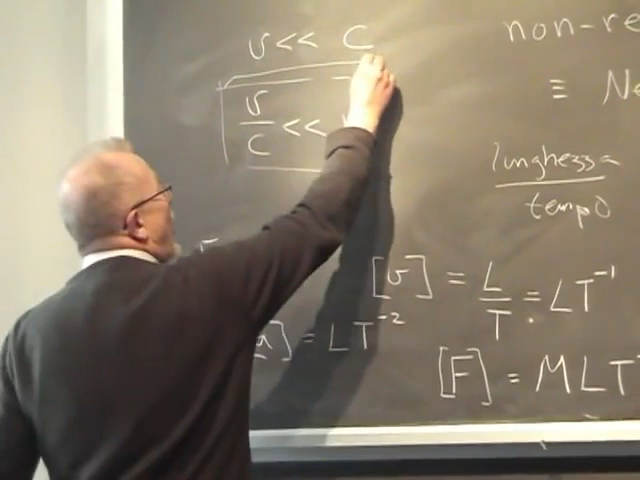 v << C
v/C <<
non-re
≡ N
lunghezza
tempo
[v] = L/T = LT⁻¹
a] = LT⁻²
[F] = MLT